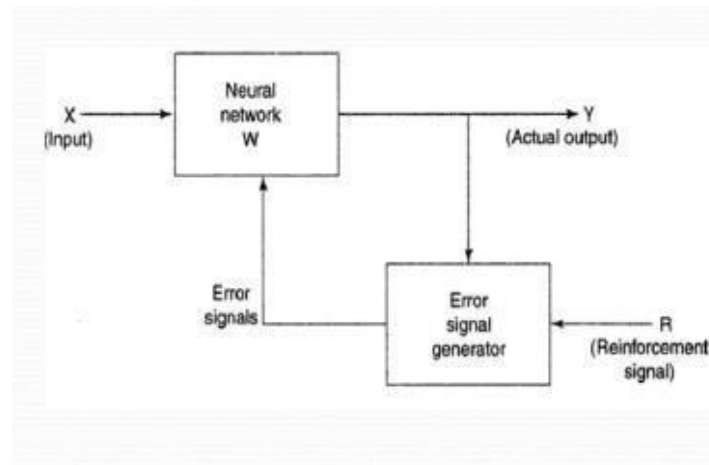 Neural
network
W
X
(Input)
Y
(Actual output)
Error
signals
Error
signal
generator
R
(Reinforcement
signal)